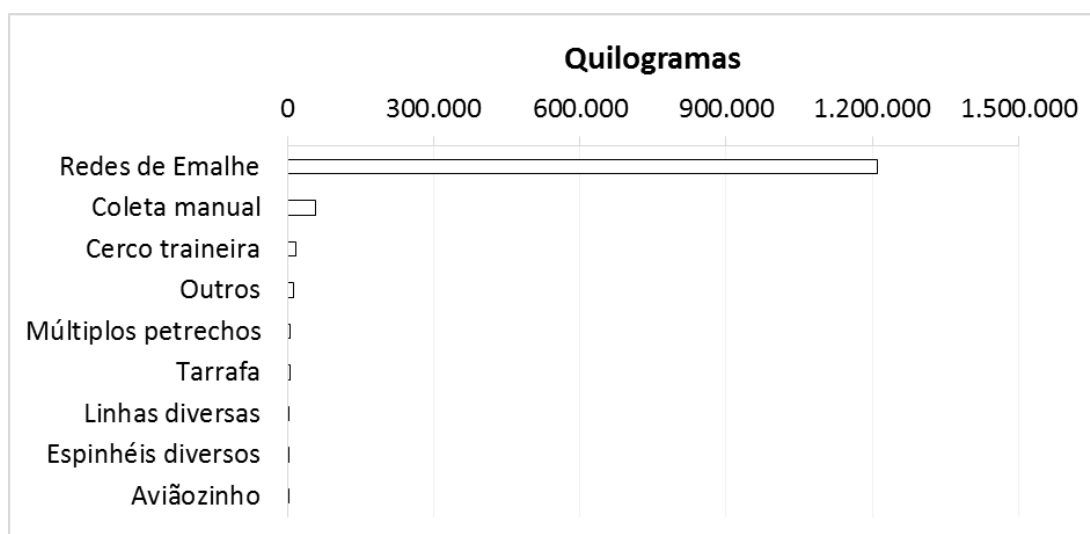 Quilogramas
0 300.000 600.000 900.000 1.200.000 1.500.000
Redes de Emalhe
Coleta manual
Cerco traineira
Outros
Múltiplos petrechos
Tarrafa
Linhas diversas
Espinhéis diversos
Aviãozinho